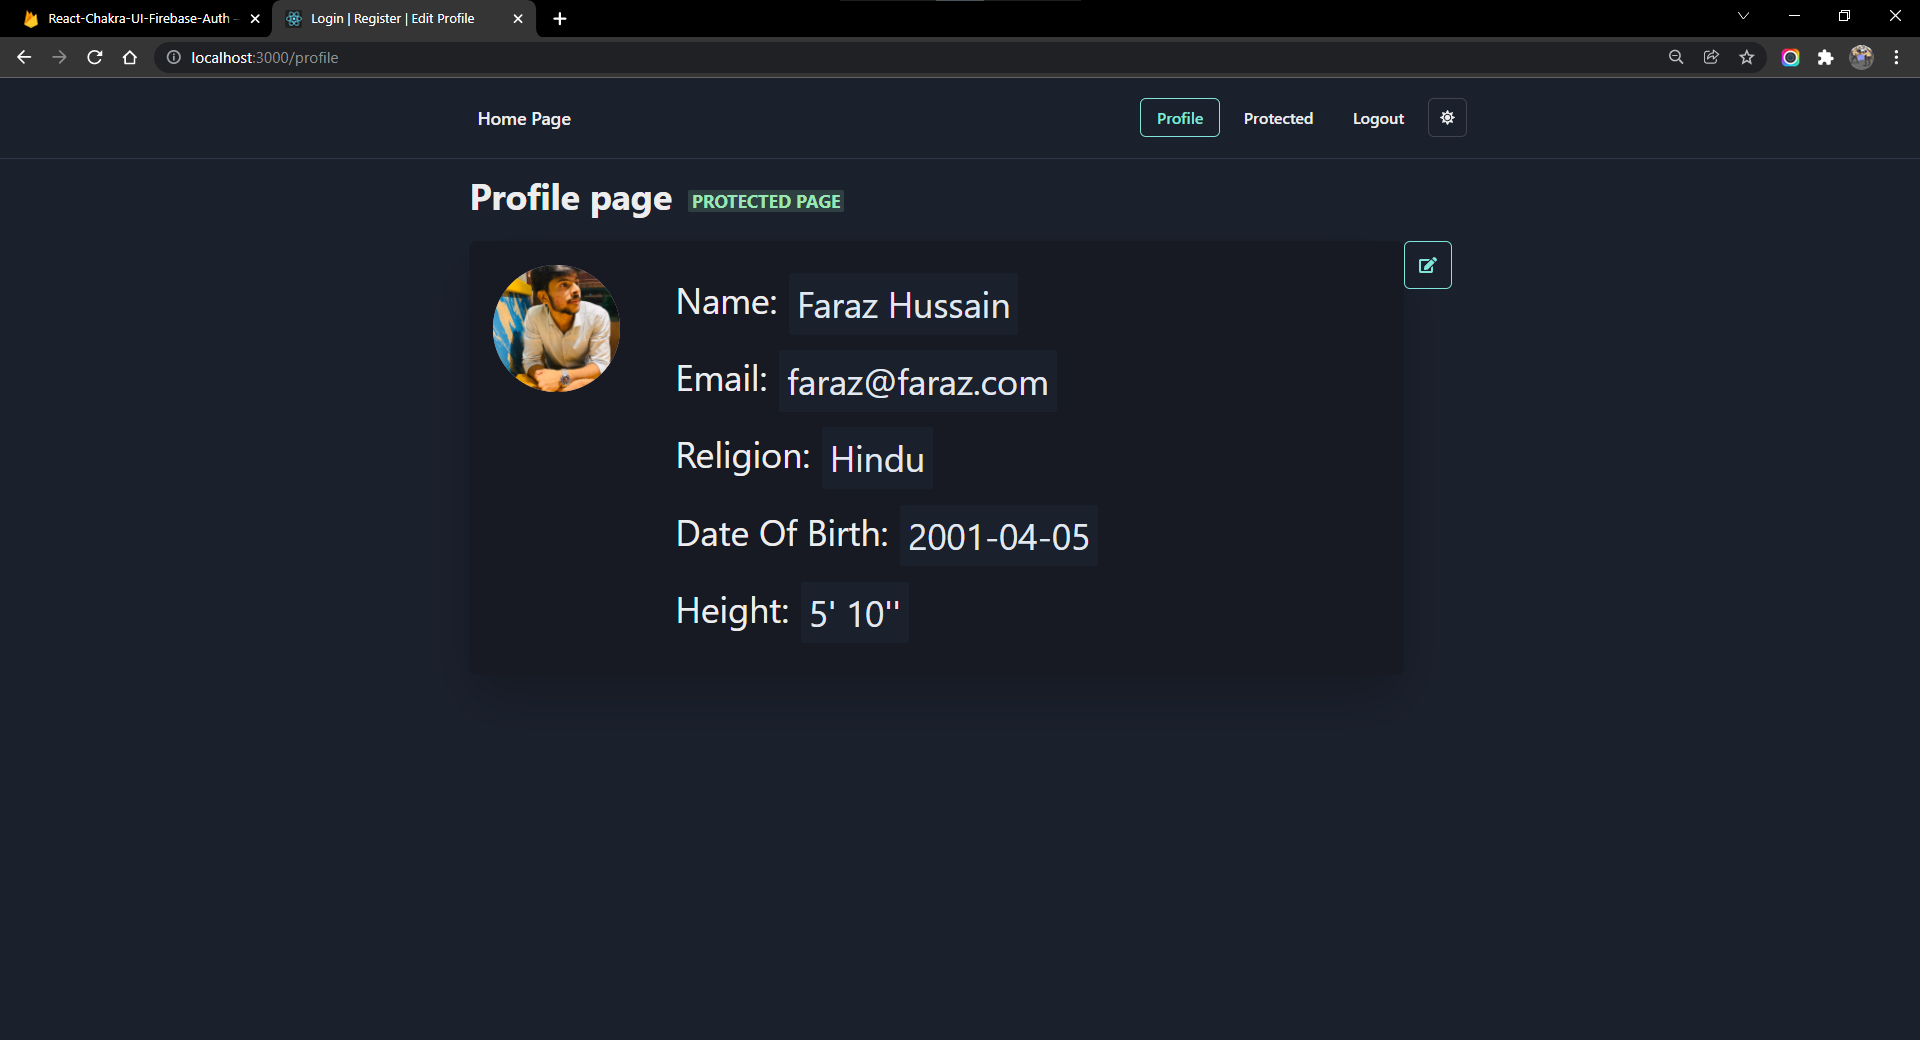 React-Chakra-UI-Firebase-Auth
Login | Register | Edit Profile
localhost:3000/profile
Home Page
Profile
Protected
Logout
Profile page
PROTECTED PAGE
Name: Faraz Hussain
Email: faraz@faraz.com
Religion: Hindu
Date Of Birth: 2001-04-05
Height: 5' 10''